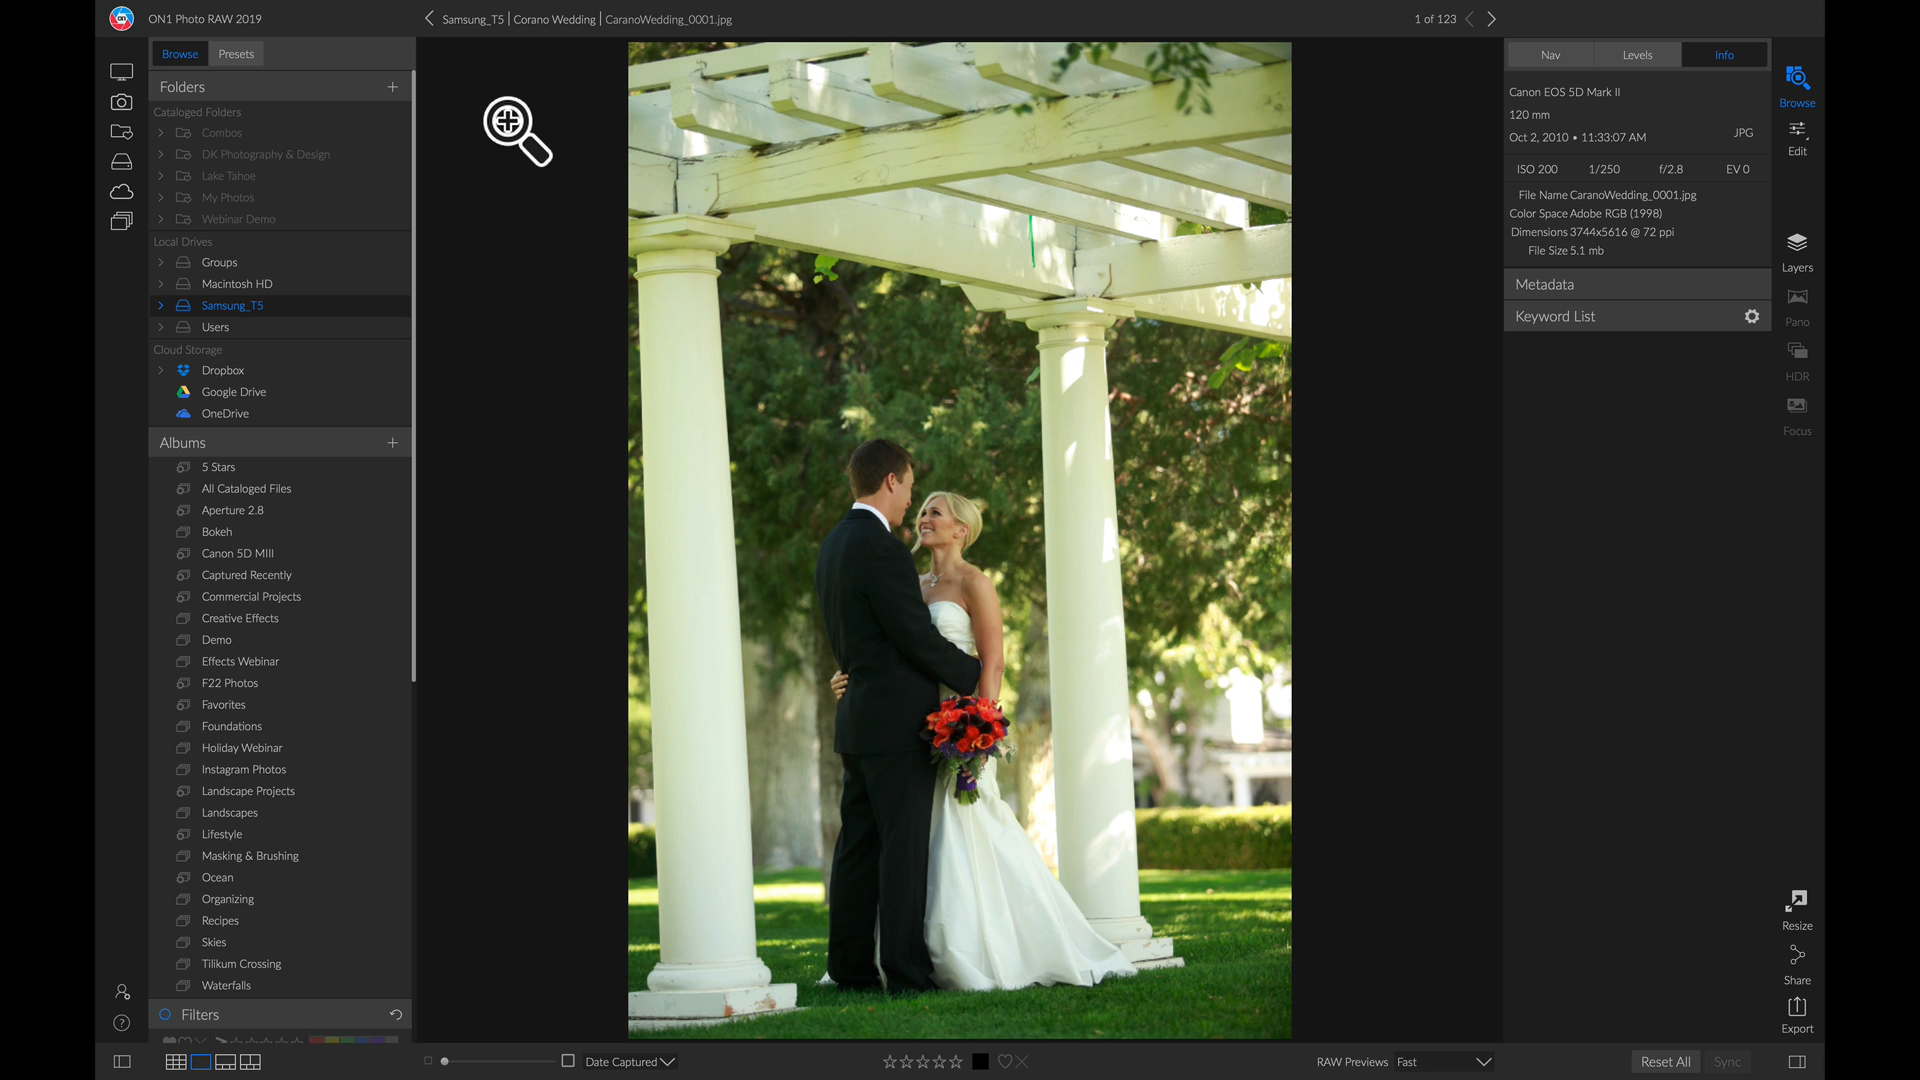 ON1 Photo RAW 2019
Samsung_T5 | Corano Wedding | CaranoWedding_0001.jpg
1 of 123
Browse
Presets
Folders
Cataloged Folders
Combos
DK Photography & Design
Lake Tahoe
My Photos
Webinar Demo
Local Drives
Groups
Macintosh HD
Samsung_T5
Users
Cloud Storage
Dropbox
Google Drive
OneDrive
Albums
5 Stars
All Cataloged Files
Aperture 2.8
Bokeh
Canon 5D MIII
Captured Recently
Commercial Projects
Creative Effects
Demo
Effects Webinar
F22 Photos
Favorites
Foundations
Holiday Webinar
Instagram Photos
Landscape Projects
Landscapes
Lifestyle
Masking & Brushing
Ocean
Organizing
Recipes
Skies
Tilikum Crossing
Waterfalls
Filters
Date Captured
RAW Previews Fast
Reset All
Sync
Nav
Levels
Info
Canon EOS 5D Mark II
120 mm
Oct 2, 2010 • 11:33:07 AM
JPG
ISO 200 1/250 f/2.8 EV 0
File Name CaranoWedding_0001.jpg
Color Space Adobe RGB (1998)
Dimensions 3744x5616 @ 72 ppi
File Size 5.1 mb
Metadata
Keyword List
Browse
Edit
Layers
Pano
HDR
Focus
Resize
Share
Export